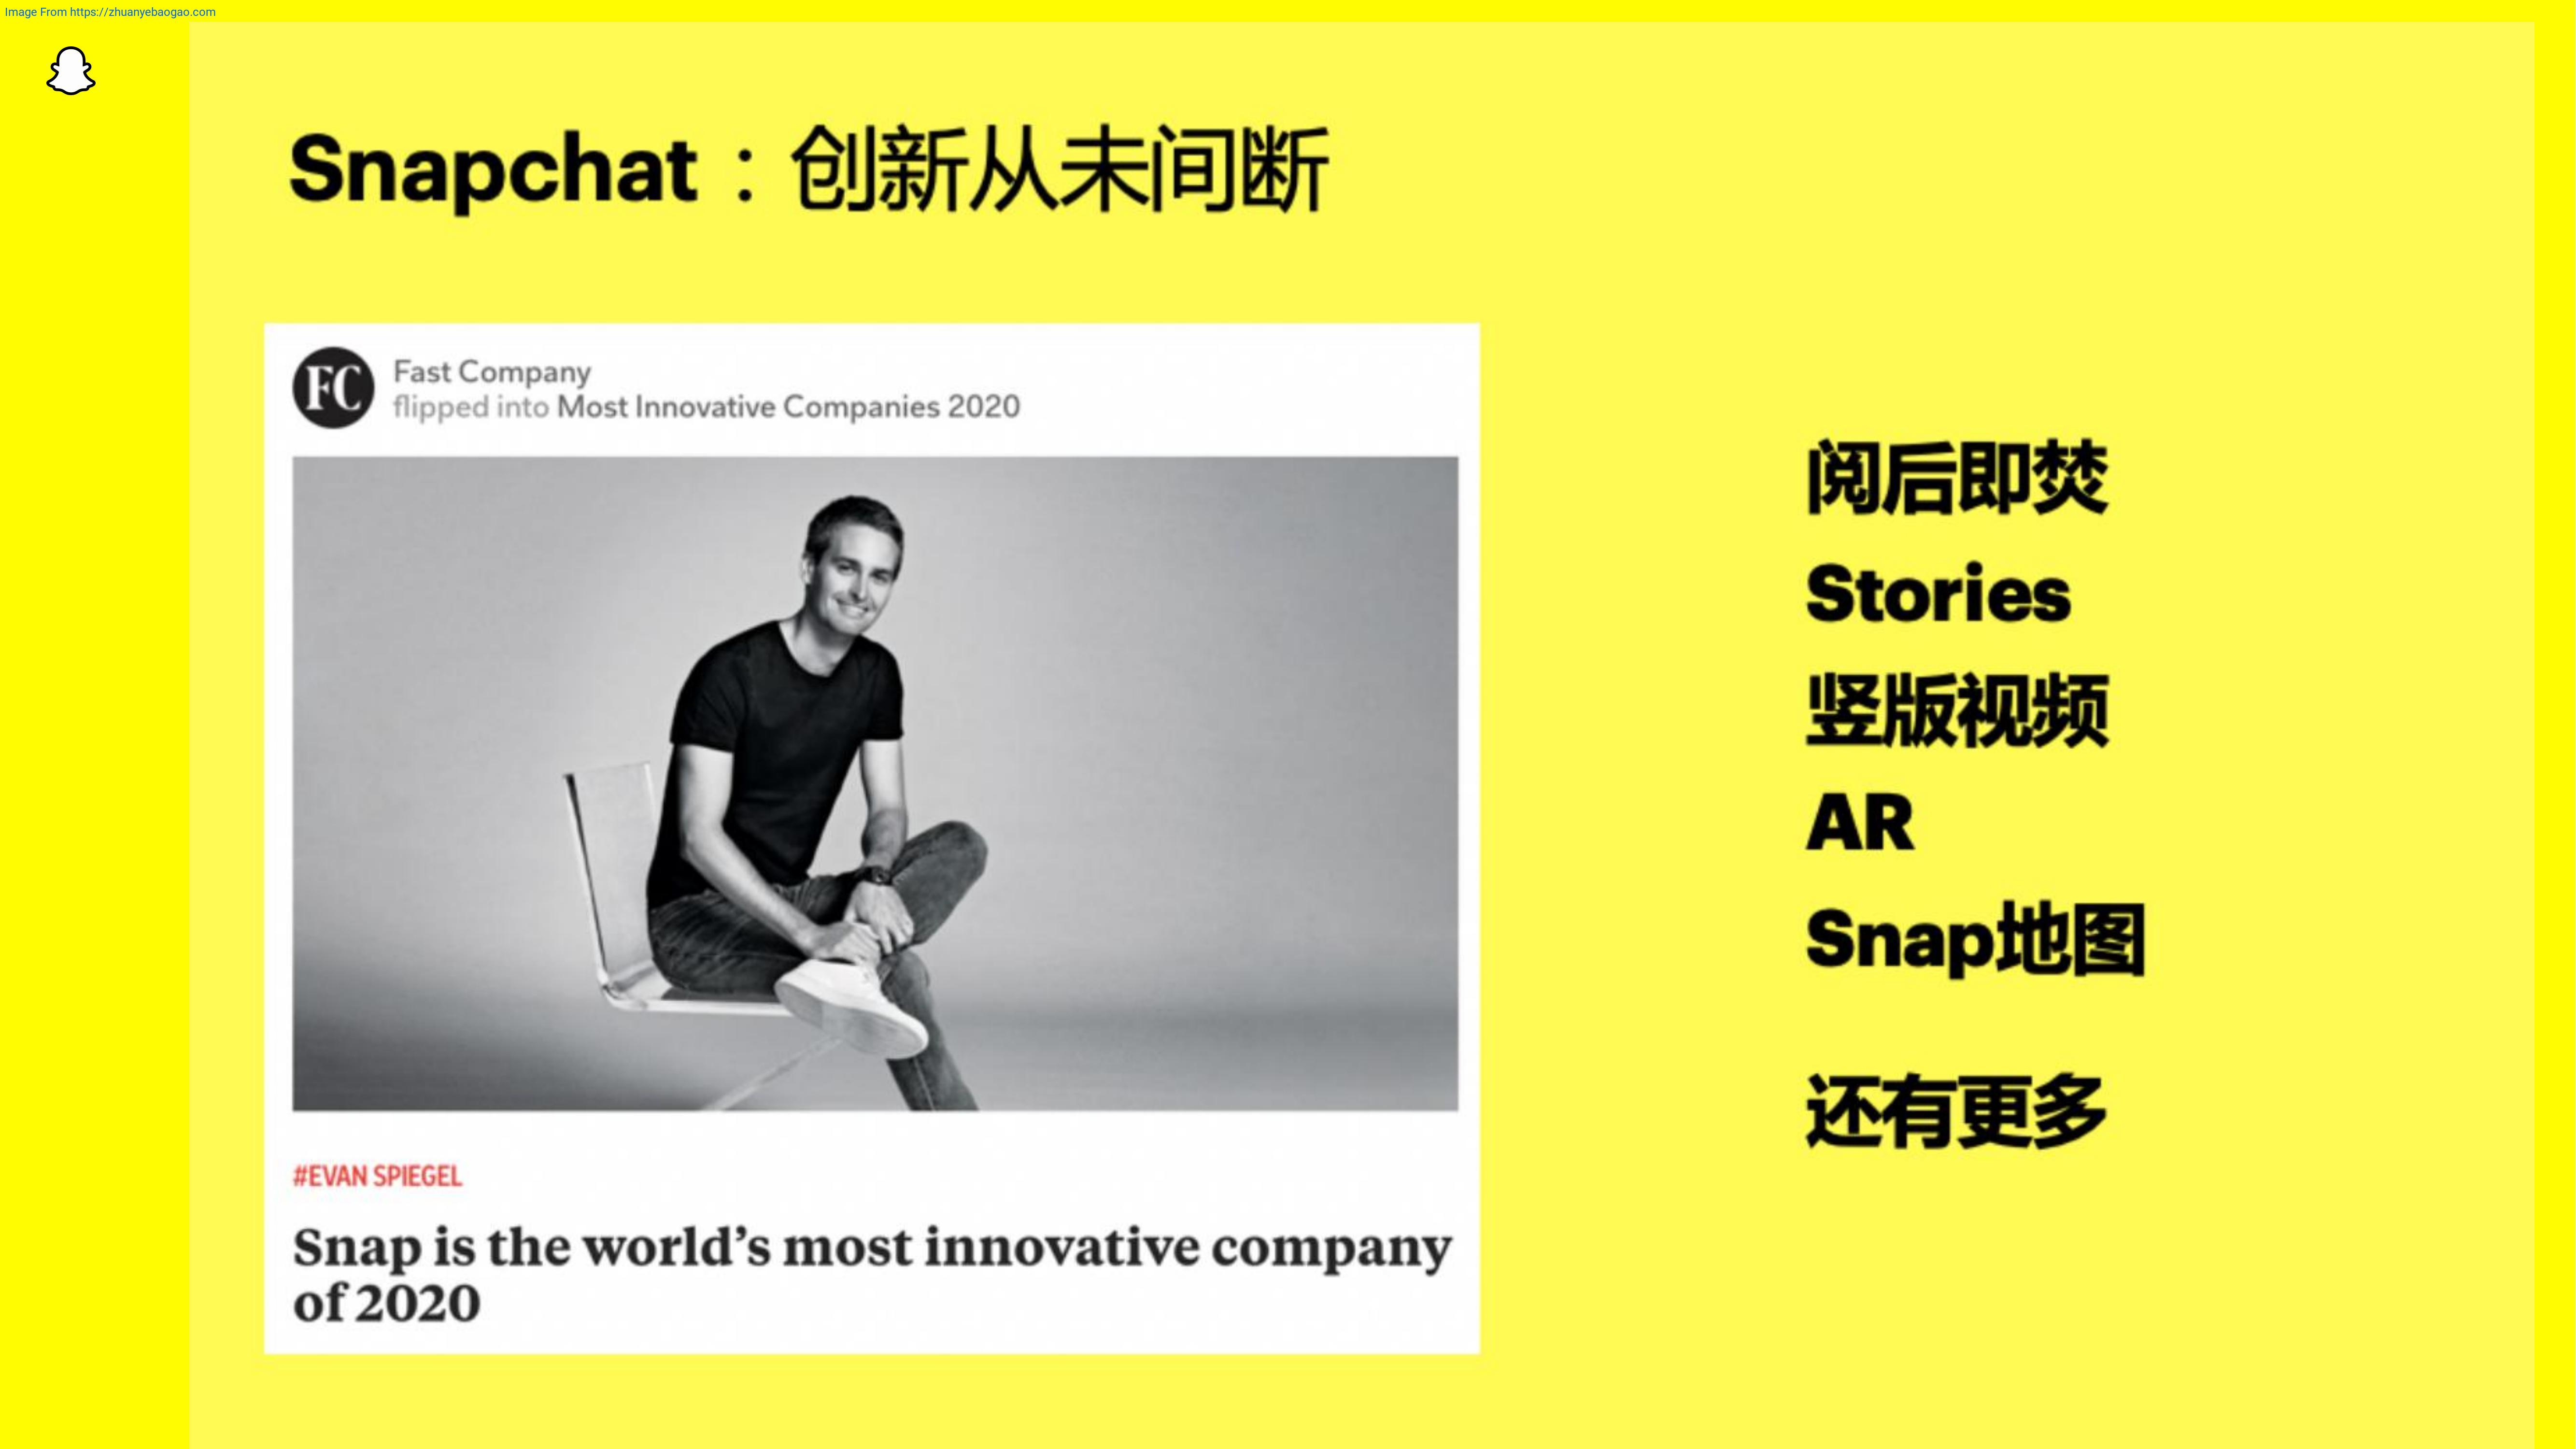 Image From https://zhuanyebaogao.com
Snapchat：创新从未间断
FC
Fast Company
flipped into Most Innovative Companies 2020
#EVAN SPIEGEL
Snap is the world’s most innovative company
of 2020
阅后即焚
Stories
竖版视频
AR
Snap地图
还有更多